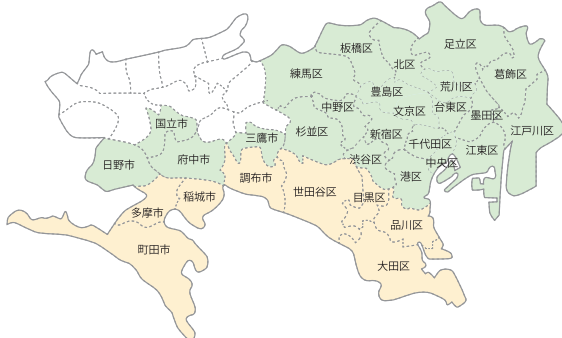 足立区
板橋区
北区
練馬区
葛飾区
荒川区
豊島区
中野区
文京区
台東区
墨田区
国立市
杉並区
新宿区
江戸川区
三鷹市
千代田区
江東区
日野市
府中市
渋谷区
中央区
調布市
港区
世田谷区
稲城市
目黒区
多摩市
品川区
町田市
大田区